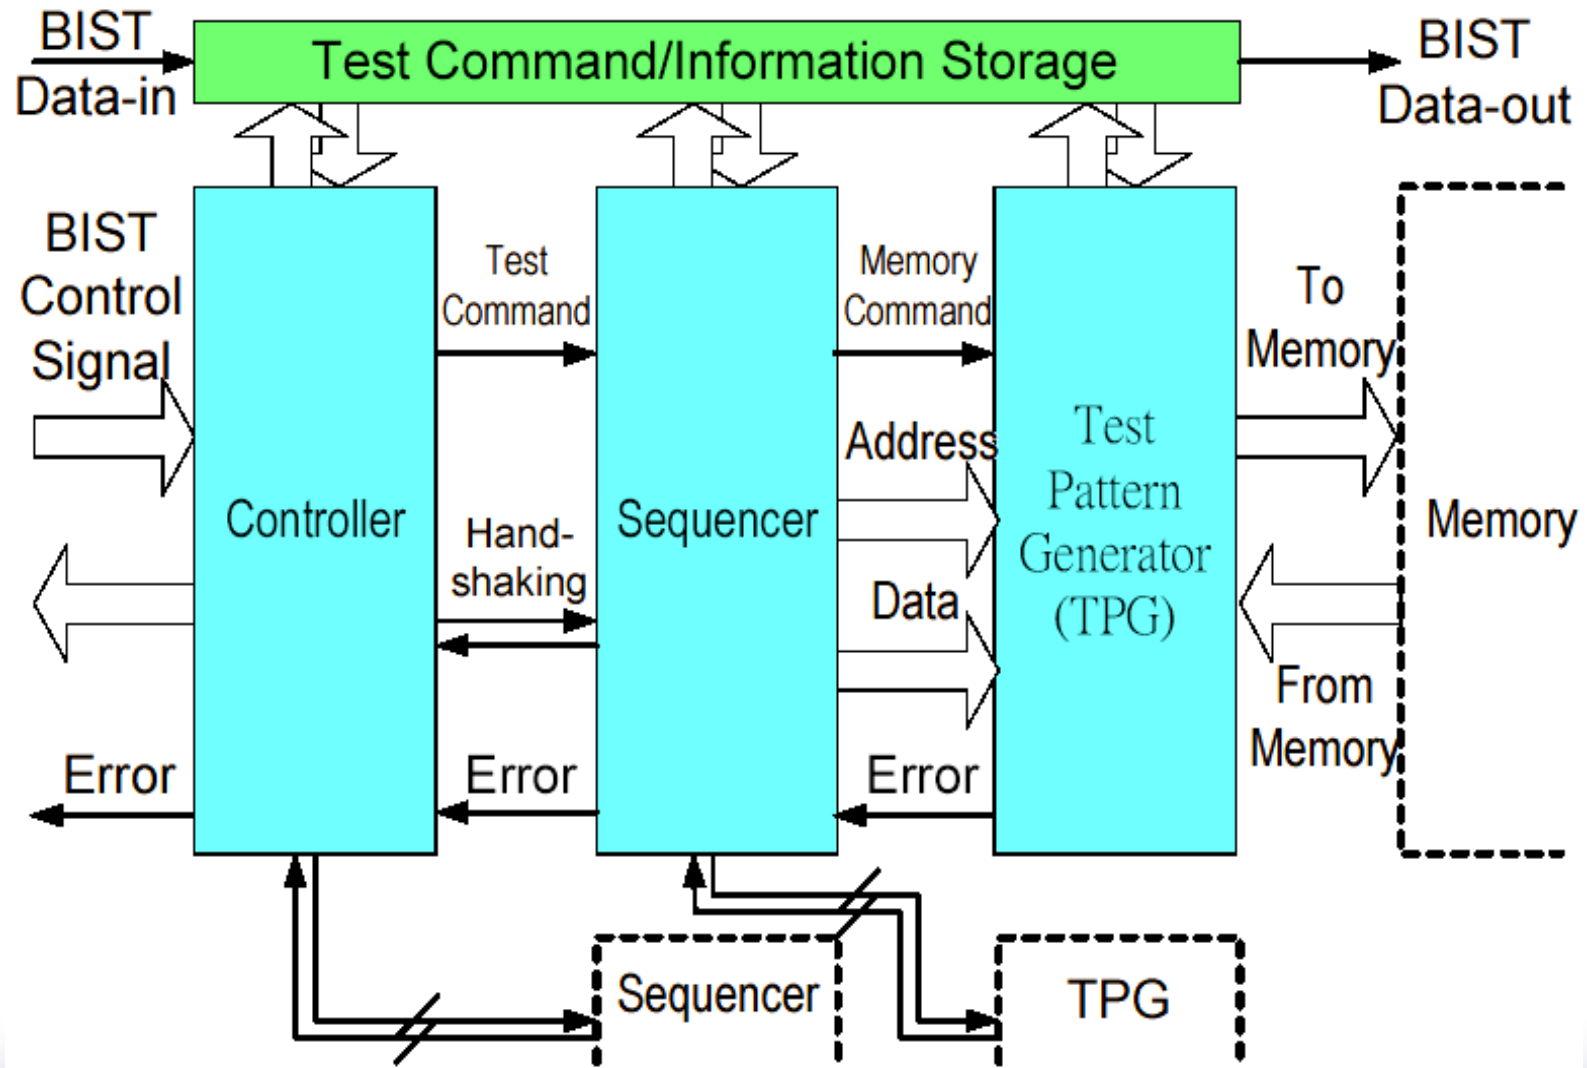 BIST
Data-in
Test Command/Information Storage
BIST
Data-out
BIST
Control
Signal
Test
Command
Memory
Command
To
Memory
Address
Controller
Hand-
shaking
Sequencer
Data
Test
Pattern
Generator
(TPG)
Memory
From
Memory
Error
Error
Error
Sequencer
TPG